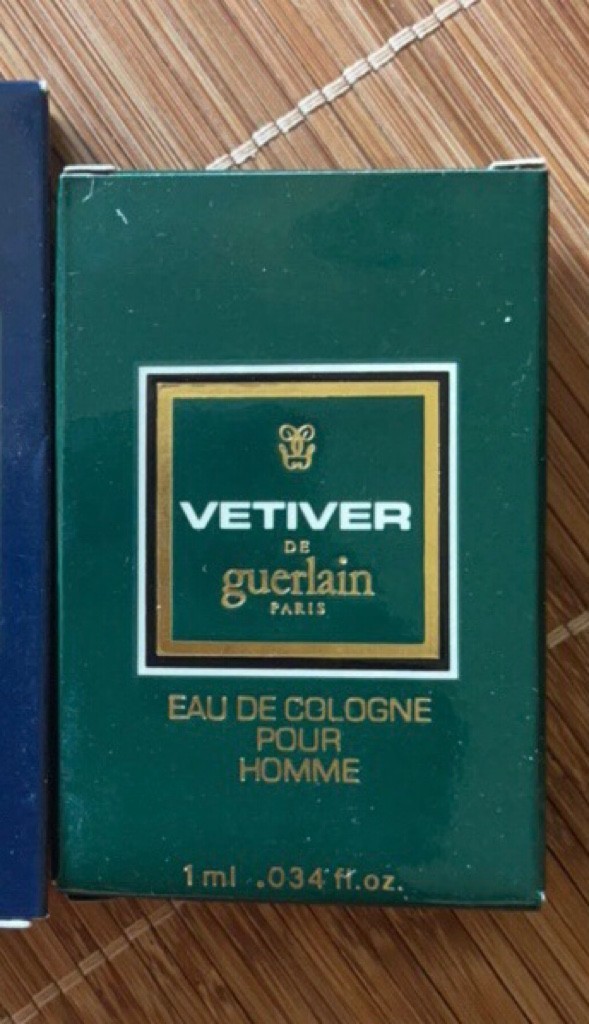 VETIVER
DE
guerlain
PARIS
EAU DE COLOGNE
POUR
HOMME
1 ml .034 fl.oz.